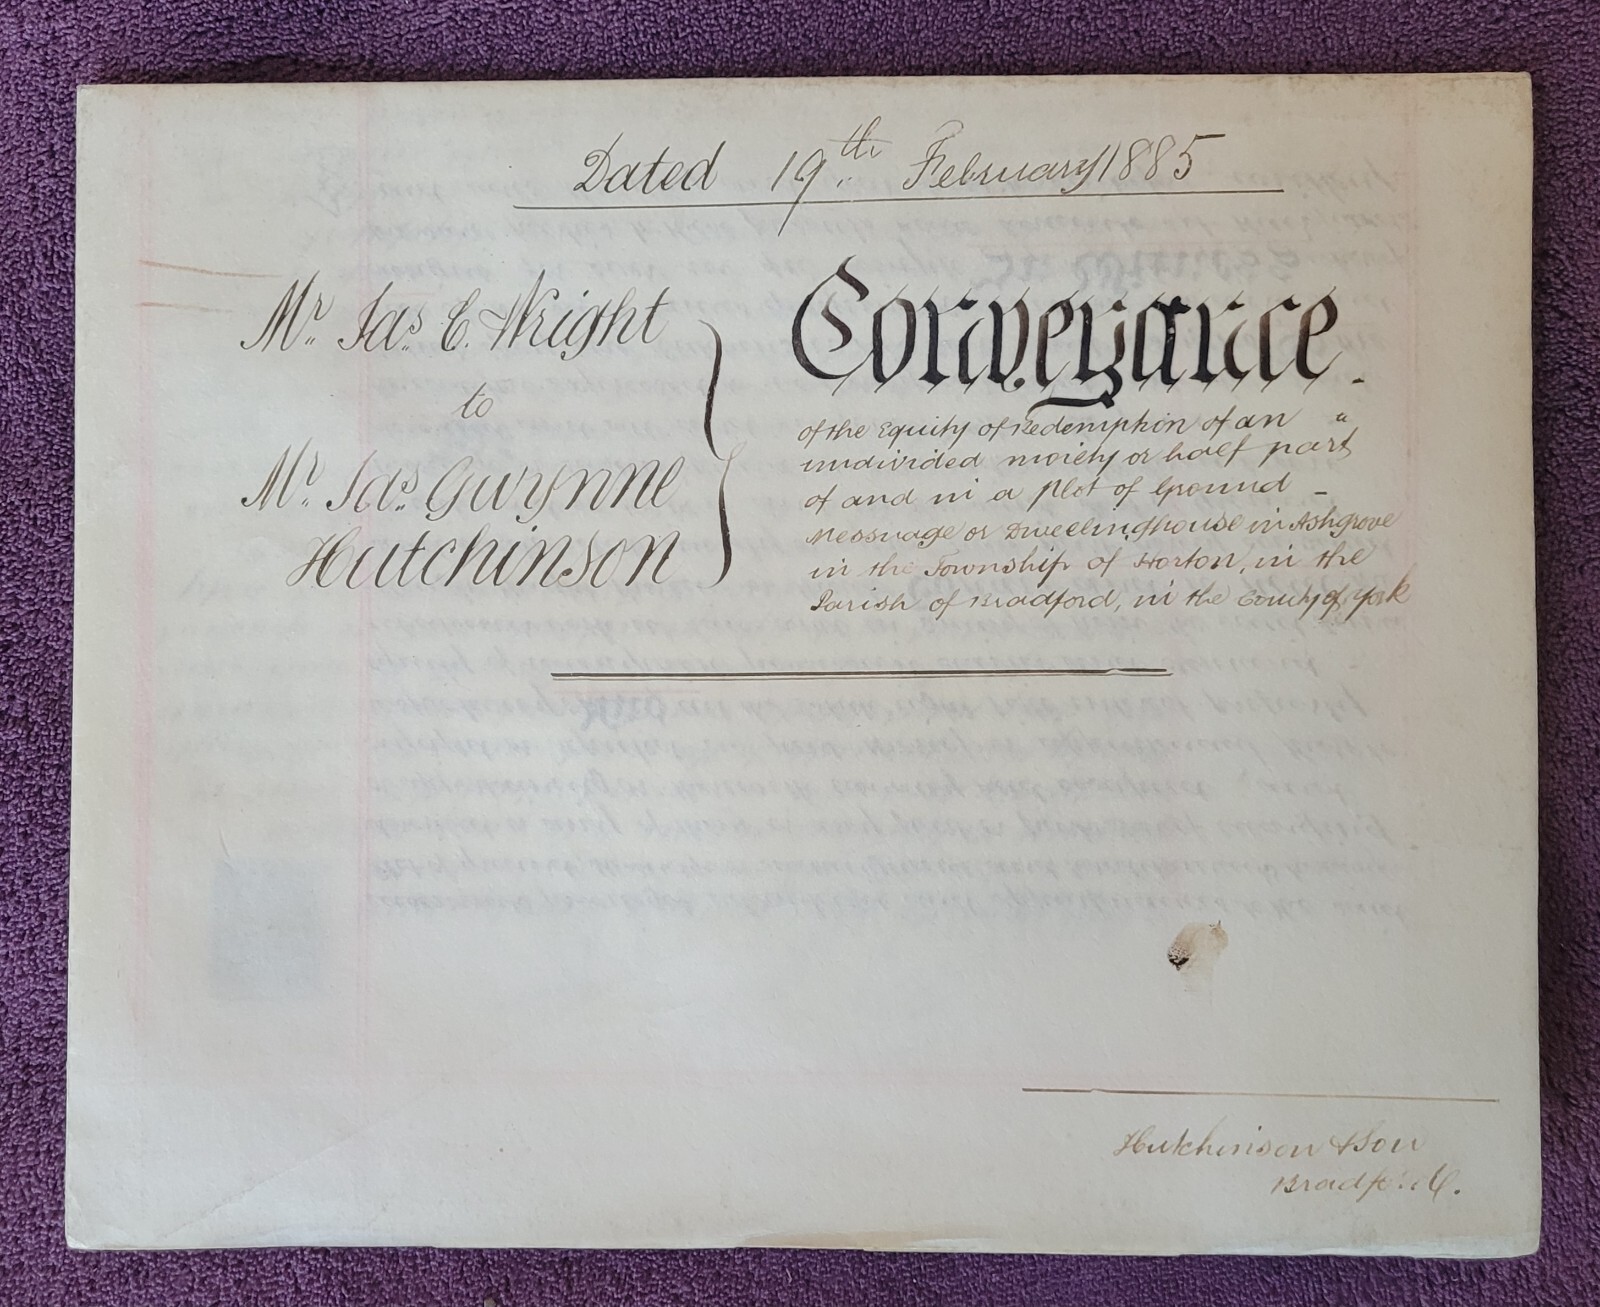 Dated 19th February 1885
Mr. Jas. C. Wright
to
Mr. Jas. Gwynne
Hutchinson
Conveyance.
of the Equity of Redemption of an "
undivided moiety or half part
of and in a Plot of Ground -
Messuage or Dwellinghouse in Ashgrove
in the Township of Horton, in the
Parish of Bradford, in the County of York
Hutchinson & Son
Bradf